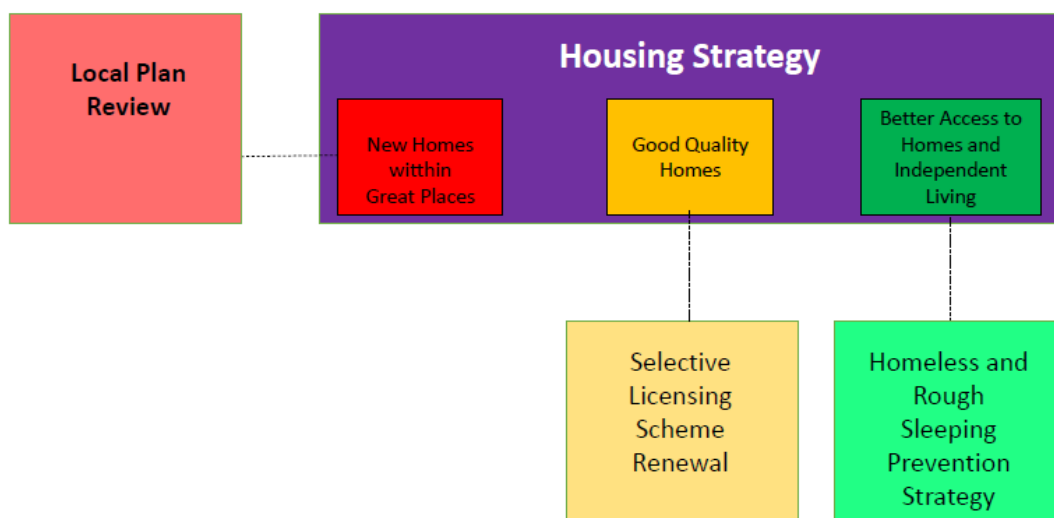 Local Plan
Review
Housing Strategy
New Homes
witthin
Great Places
Good Quality
Homes
Better Access to
Homes and
Independent
Living
Selective
Licensing
Scheme
Renewal
Homeless and
Rough
Sleeping
Prevention
Strategy